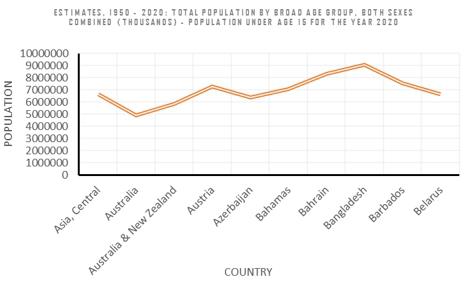 ESTIMATES, 1950 - 2020: TOTAL POPULATION BY BROAD AGE GROUP, BOTH SEXES
COMBINED (THOUSANDS) - POPULATION UNDER AGE 15 FOR THE YEAR 2020
POPULATION
10000000
9000000
8000000
7000000
6000000
5000000
4000000
3000000
2000000
1000000
0
Asia, Central
Australia
Australia & New Zealand
Austria
Azerbaijan
Bahamas
Bahrain
Bangladesh
Barbados
Belarus
COUNTRY